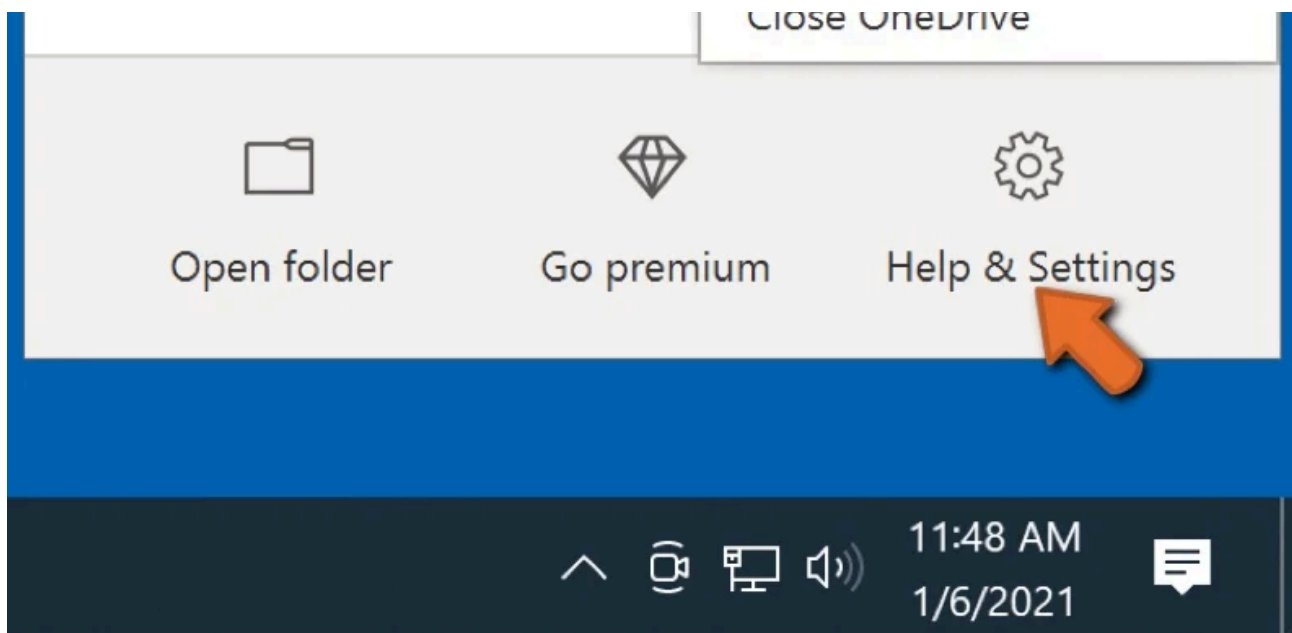 Close OneDrive
Open folder
Go premium
Help & Settings
11:48 AM
1/6/2021